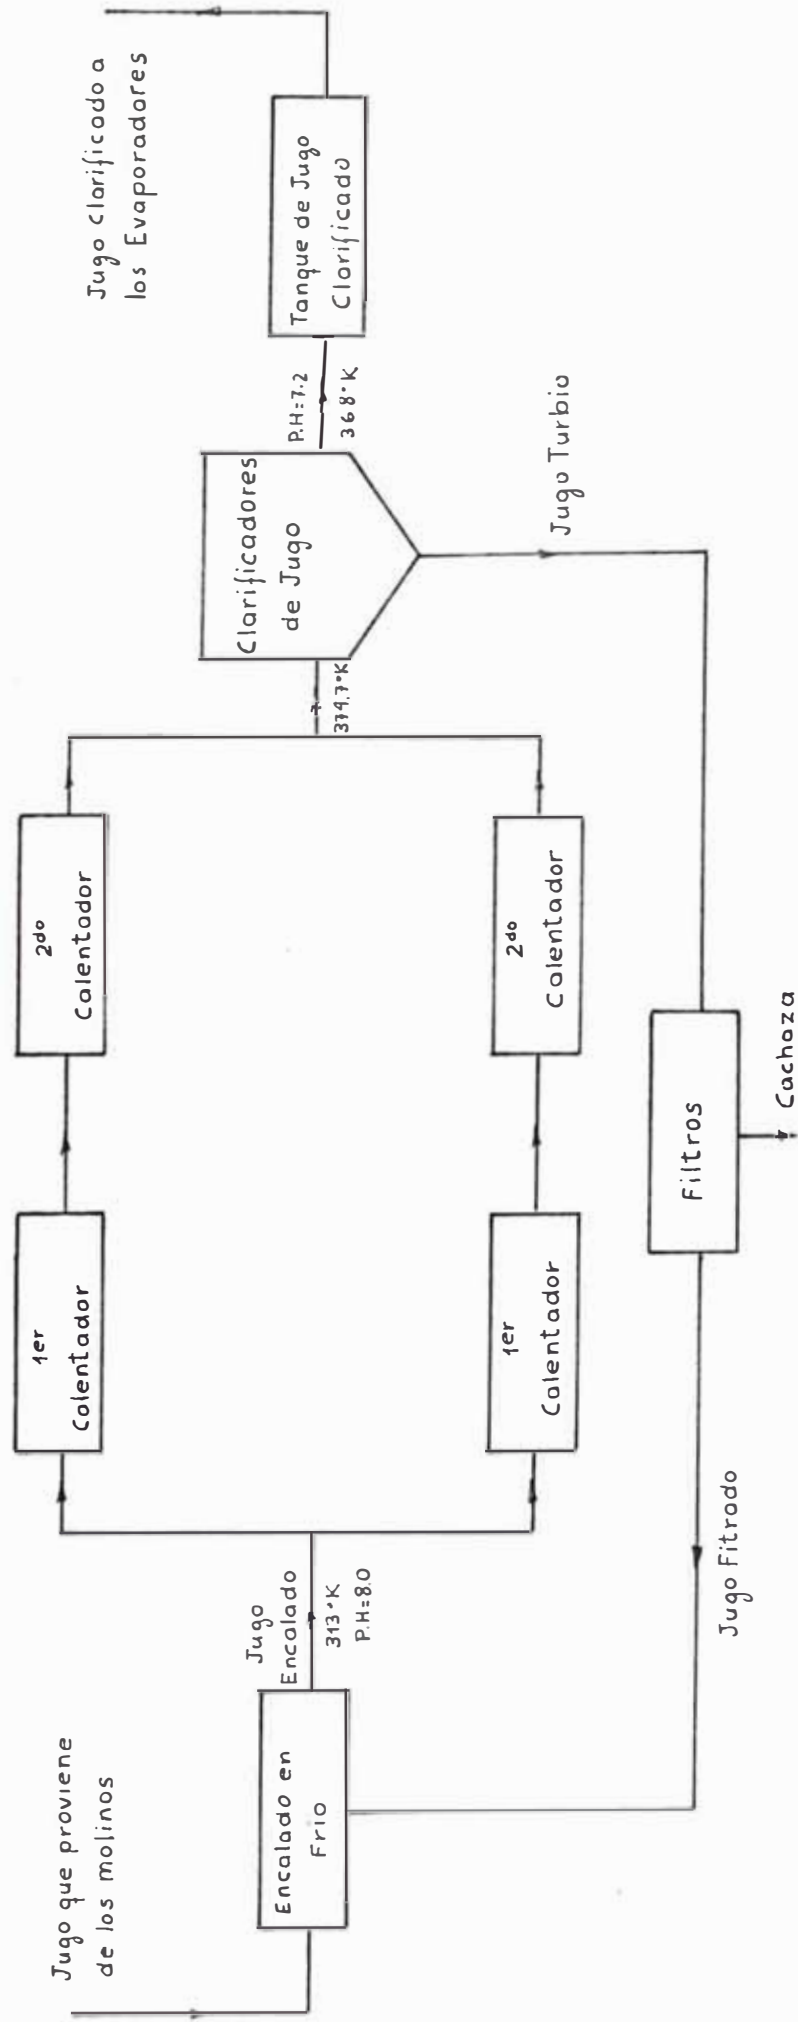 Jugo que proviene
de los molinos
Encalado en
Frio
Jugo
Encalado
313°K
P.H=8.0
1er
Calentador
2do
Calentador
1er
Calentador
2do
Calentador
374.7°K
Clarificadores
de Jugo
P.H=7.2
368°K
Tanque de Jugo
Clarificado
Jugo Clarificado a
los Evaporadores
Jugo Turbio
Filtros
Cachaza
Jugo Fitrado